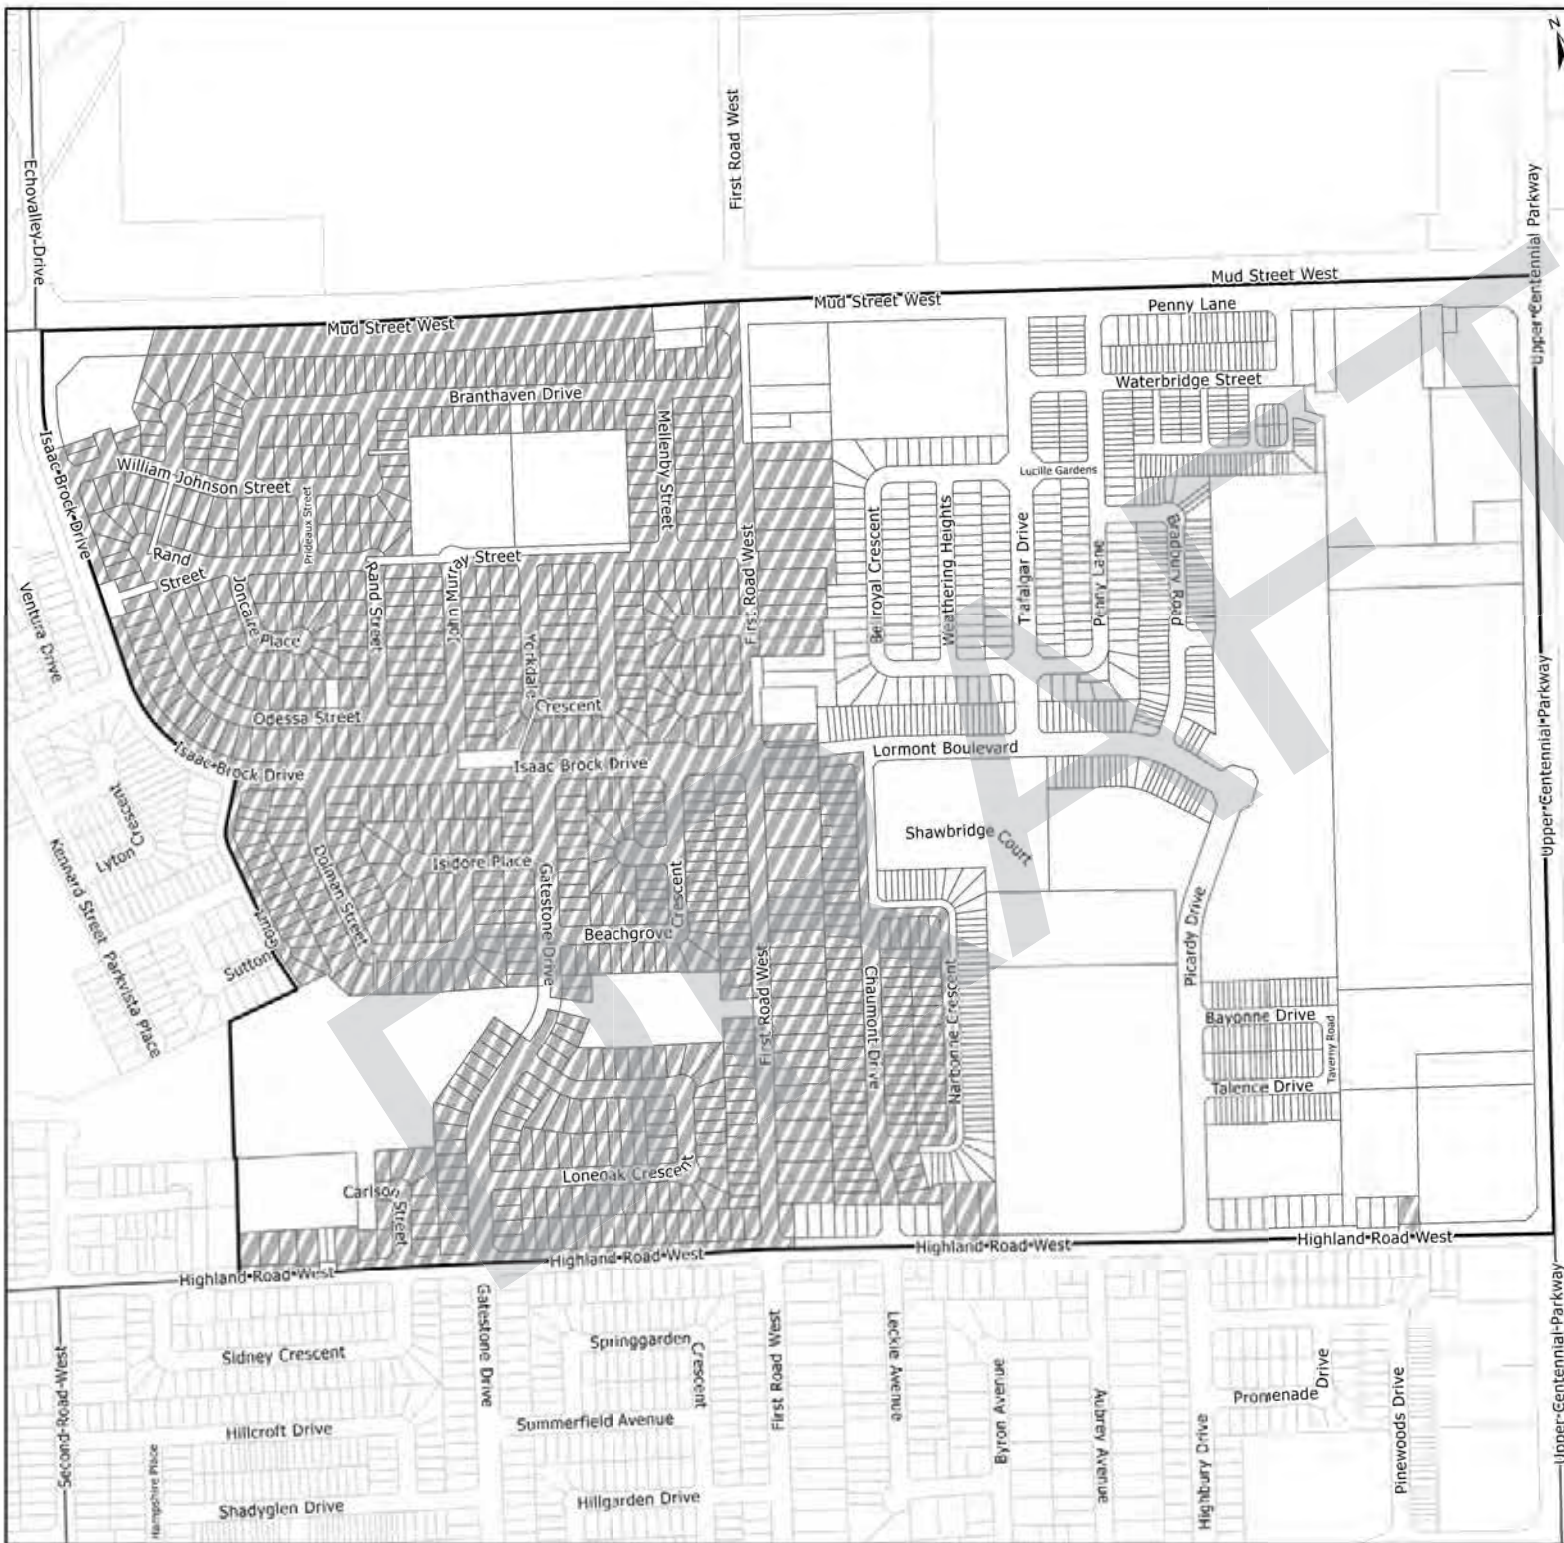 N
Echovalley Drive
First Road West
Upper Centennial Parkway
Mud Street West
Mud Street West
Mud Street West
Penny Lane
Waterbridge Street
Branthaven Drive
Mellenby Street
Isaac Brock Drive
William Johnson Street
Prideaux Street
Lucille Gardens
Rand
Street
John Murray Street
Rand Street
Joncaire Place
First Road West
Bellroyal Crescent
Weathering Heights
Trafalgar Drive
Penny Lane
Bradbury Road
Ventura Drive
Yorkdale
Crescent
Odessa Street
Isaac Brock Drive
Isaac Brock Drive
Lormont Boulevard
Upper Centennial Parkway
Lyton Crescent
Kennard Street
Parkvista Place
Dolman Street
Isidore Place
Gatestone Drive
Beachgrove Crescent
Shawbridge Court
Sutton Court
First Road West
Chaumont Drive
Narbonne Crescent
Picardy Drive
Bayonne Drive
Taverny Road
Talence Drive
Loneoak Crescent
Carlson
Street
Highland Road West
Highland Road West
Highland Road West
Highland Road West
DRAFT
Second Road West
Sidney Crescent
Gatestone Drive
Springgarden
Crescent
First Road West
Leckie Avenue
Byron Avenue
Aubrey Avenue
Highbury Drive
Promenade
Drive
Pinewoods Drive
Upper Centennial Parkway
Hillcroft Drive
Summerfield Avenue
Hampshire Place
Shadyglen Drive
Hillgarden Drive